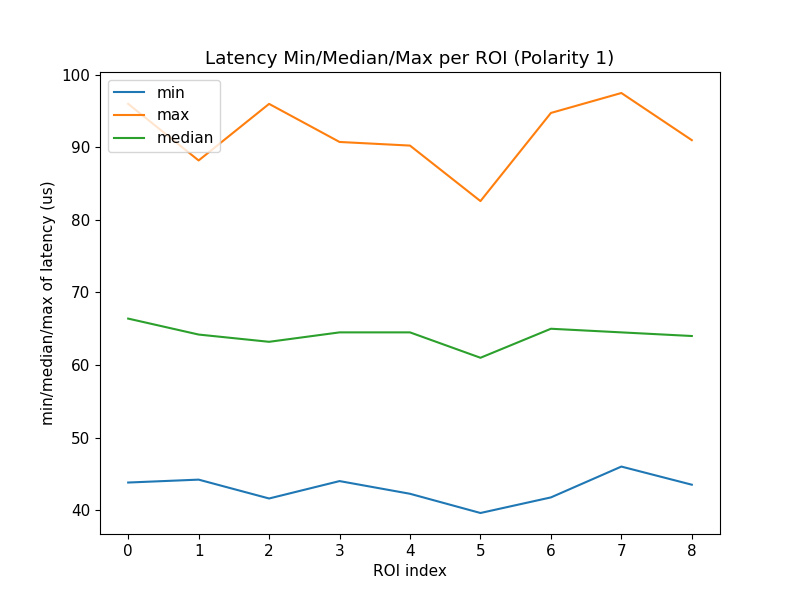 Latency Min/Median/Max per ROI (Polarity 1)
min
max
median
min/median/max of latency (us)
100
90
80
70
60
50
40
0 1 2 3 4 5 6 7 8
ROI index